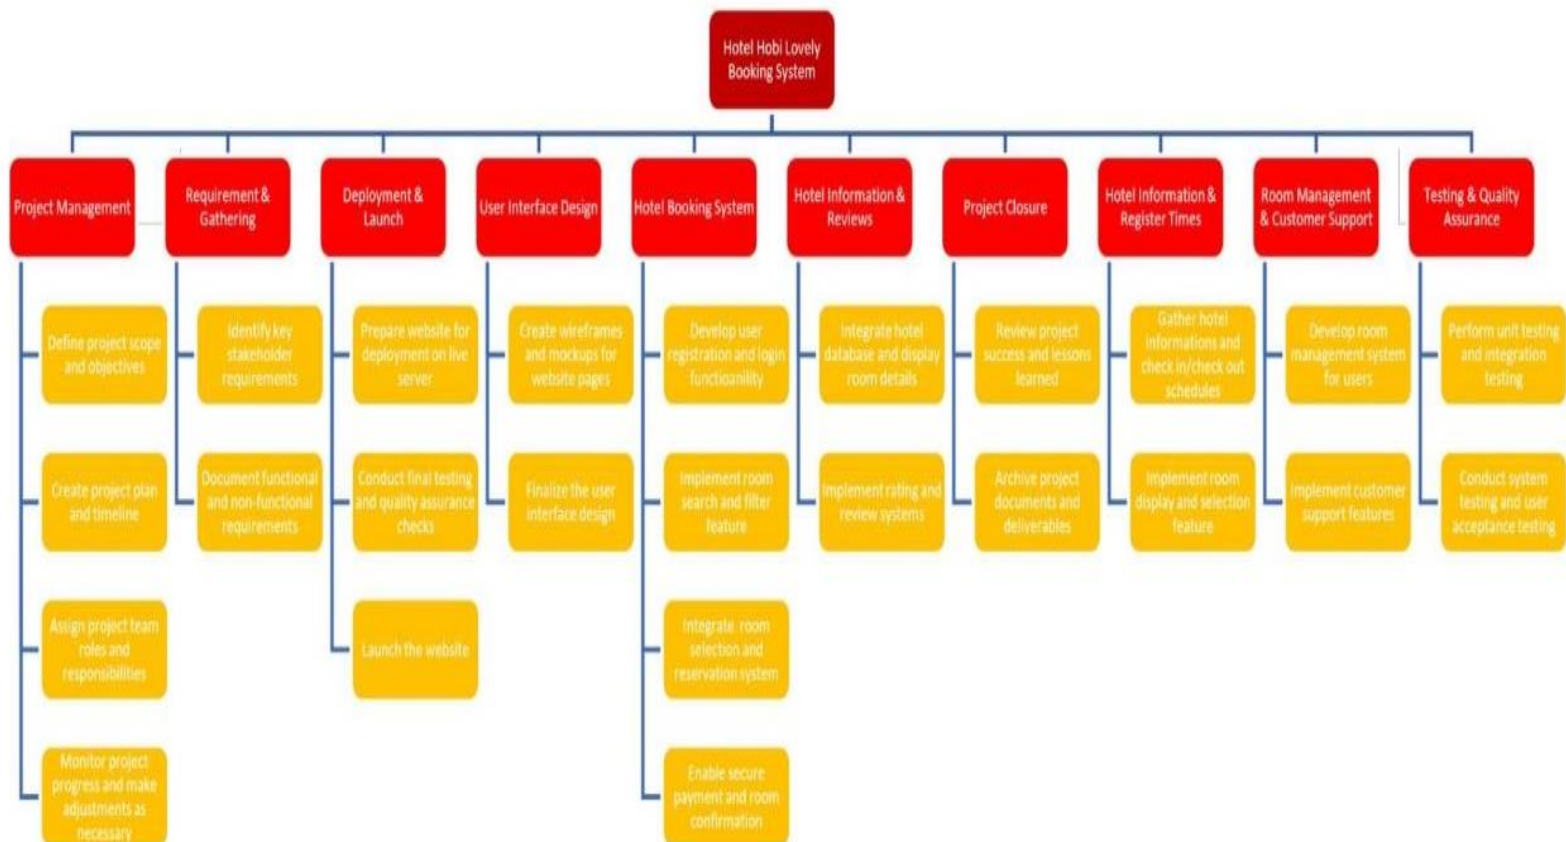 Hotel Hobi Lovely
Booking System
Project Management
Requirement &
Gathering
Deployment &
Launch
User Interface Design
Hotel Booking System
Hotel Information &
Reviews
Project Closure
Hotel Information &
Register Times
Room Management
& Customer Support
Testing & Quality
Assurance
Define project scope
and objectives
Identify key
stakeholder
requirements
Prepare website for
deployment on live
server
Create wireframes
and mockups for
website pages
Develop user
registration and login
functioanility
Integrate hotel
database and display
room details
Review project
success and lessons
learned
Gather hotel
informations and
check in/check out
schedules
Develop room
management system
for users
Perform unit testing
and integration
testing
Create project plan
and timeline
Document functional
and non-functional
requirements
Conduct final testing
and quality assurance
checks
Finalize the user
interface design
Implement room
search and filter
feature
Implement rating and
review systems
Archive project
documents and
deliverables
Implement room
display and selection
feature
Implement customer
support features
Conduct system
testing and user
acceptance testing
Assign project team
roles and
responsibilities
Launch the website
Integrate room
selection and
reservation system
Monitor project
progress and make
adjustments as
necessary
Enable secure
payment and room
confirmation